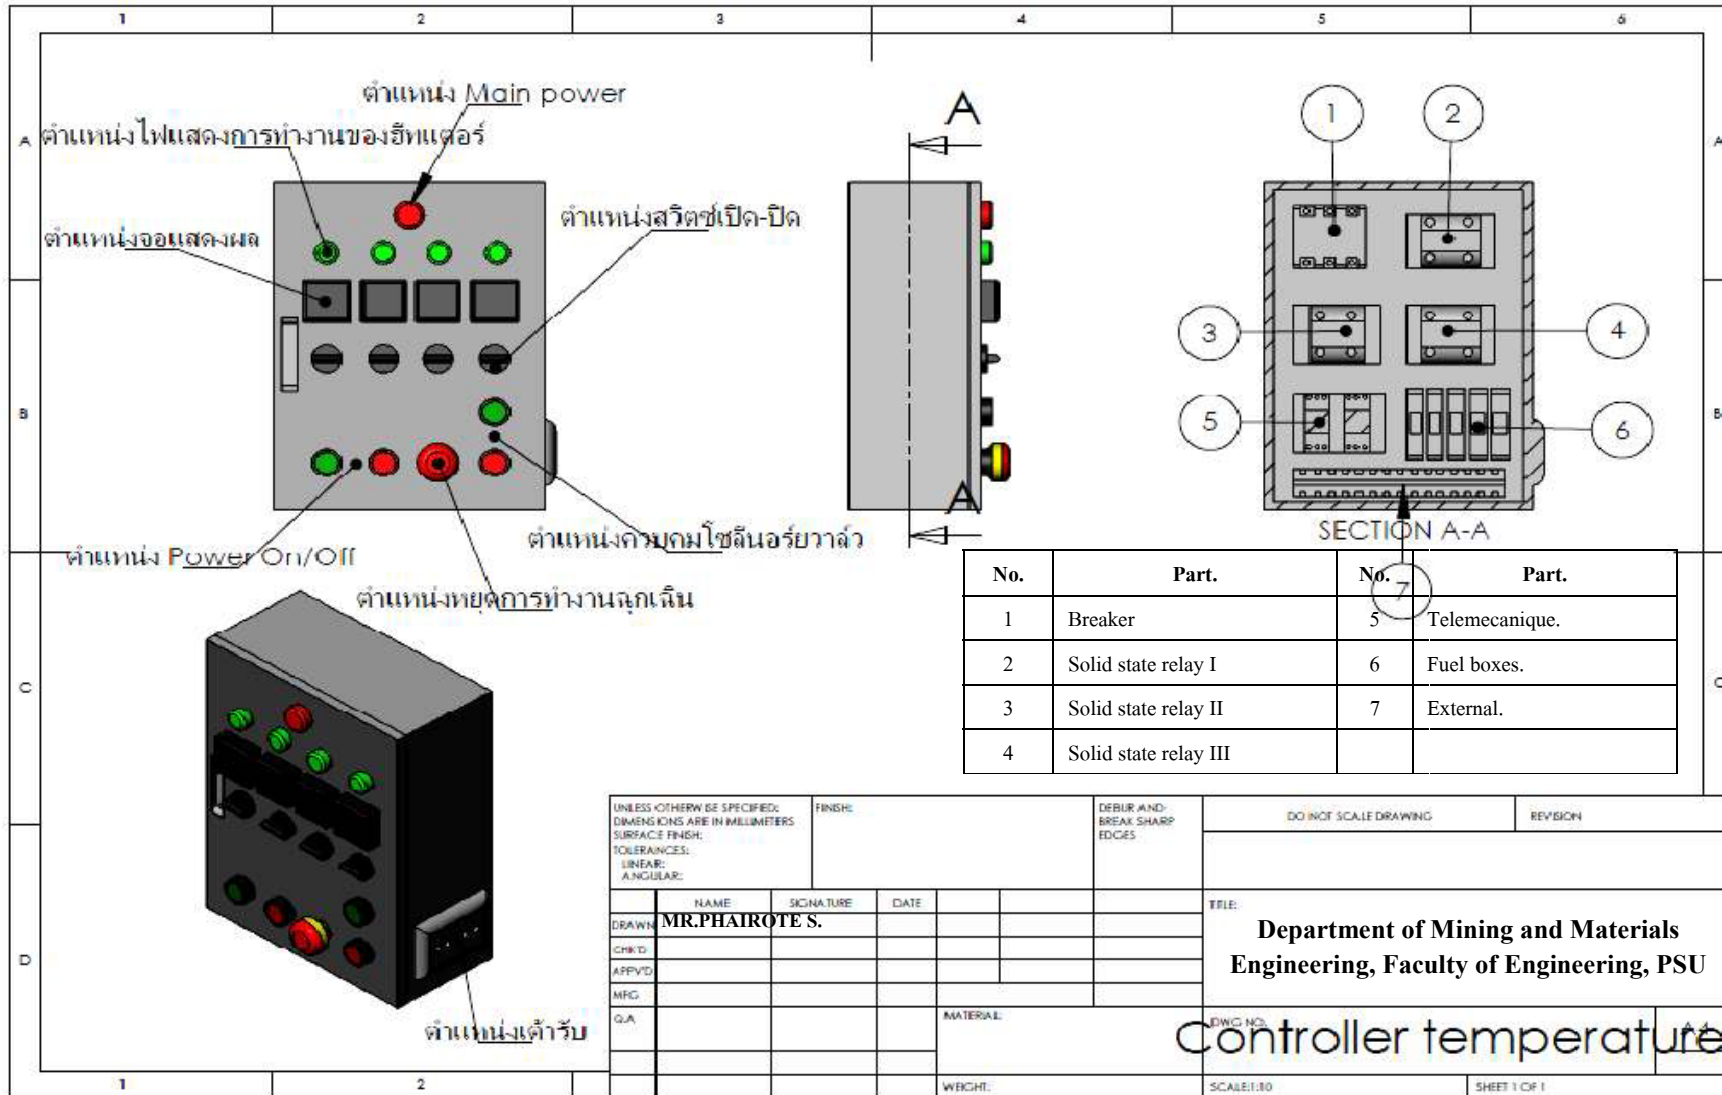 1 2 3 4 5 6
ตำแหน่ง Main power
ตำแหน่งไฟแสดงการทำงานของฮีทแตอร์
ตำแหน่งจอแสดงผล
ตำแหน่งสวิตซ์เปิด-ปิด
ตำแหน่งควบคุมโซลินอร์ยวาล์ว
ตำแหน่ง Power On/Off
ตำแหน่งหยุดการทำงานฉุกเฉิน
ตำแหน่งเต้ารับ
A
A
A
A
B
B
C
C
D
1
2
3
4
5
6
7
SECTION A-A
No. Part. No. Part.
1 Breaker 5 Telemecanique.
2 Solid state relay I 6 Fuel boxes.
3 Solid state relay II 7 External.
4 Solid state relay III
UNLESS OTHERWISE SPECIFIED:
DIMENSIONS ARE IN MILLIMETERS
SURFACE FINISH:
TOLERANCES:
LINEAR:
ANGULAR:
FINISH:
DEBUR AND
BREAK SHARP
EDGES
DO NOT SCALE DRAWING
REVISION
NAME SIGNATURE DATE
DRAWN MR.PHAIROTE S.
CHK'D
APPV'D
MFG
Q.A
MATERIAL:
WEIGHT:
TITLE:
Department of Mining and Materials
Engineering, Faculty of Engineering, PSU
DWG NO.
Controller temperature
A4
SCALE:1:10
SHEET 1 OF 1
1 2